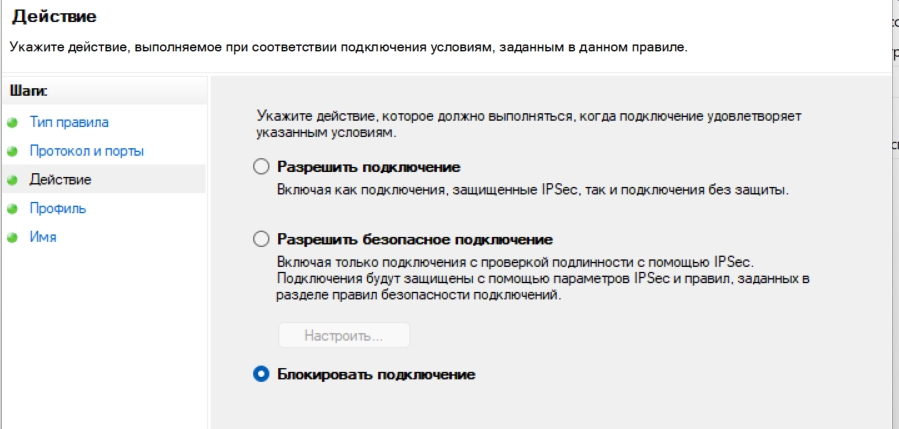 Действие
Укажите действие, выполняемое при соответствии подключения условиям, заданным в данном правиле.
Шаги:
Тип правила
Протокол и порты
Действие
Профиль
Имя
Укажите действие, которое должно выполняться, когда подключение удовлетворяет
указанным условиям.
Разрешить подключение
Включая как подключения, защищенные IPSec, так и подключения без защиты.
Разрешить безопасное подключение
Включая только подключения с проверкой подлинности с помощью IPSec.
Подключения будут защищены с помощью параметров IPSec и правил, заданных в
разделе правил безопасности подключений.
Настроить...
Блокировать подключение